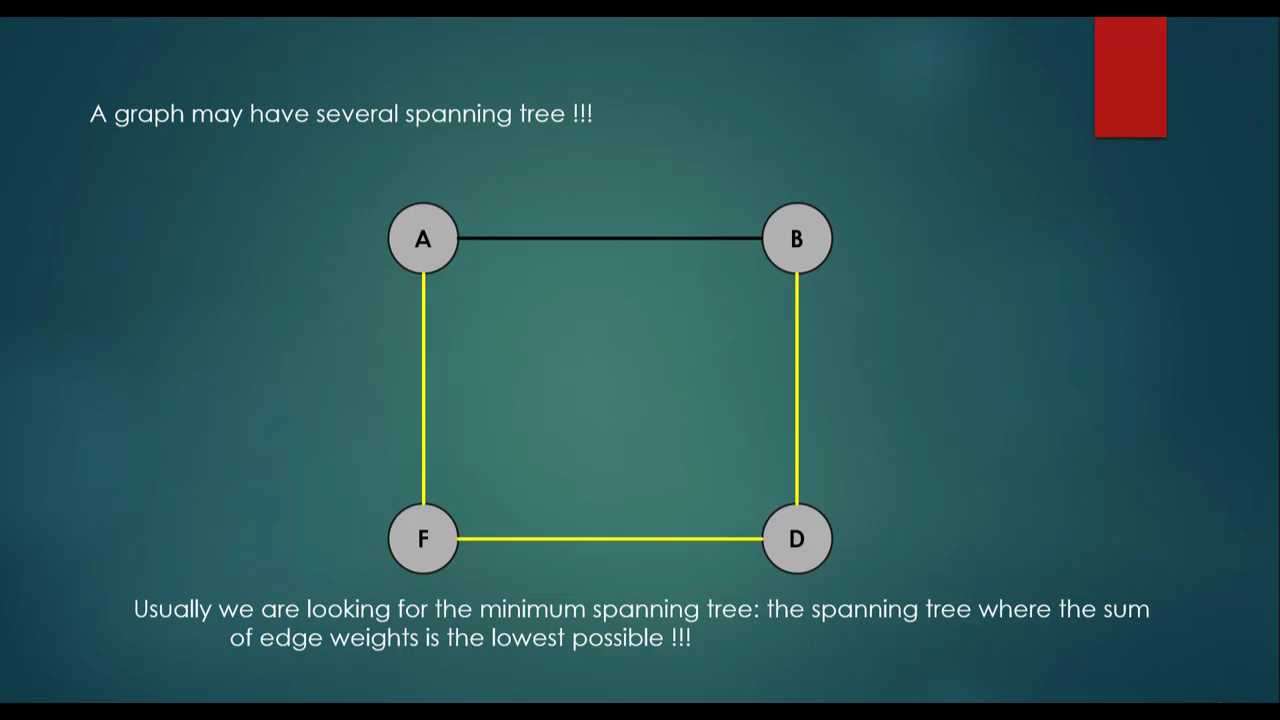 A graph may have several spanning tree !!!
A
B
F
D
Usually we are looking for the minimum spanning tree: the spanning tree where the sum
of edge weights is the lowest possible !!!